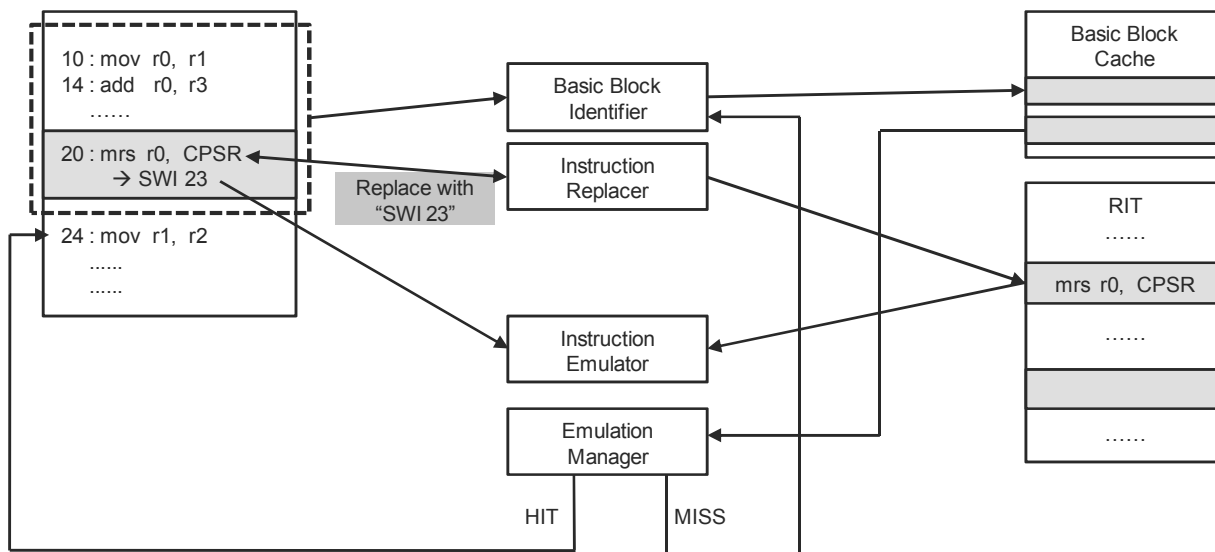 10 : mov r0, r1
14 : add r0, r3
......
20 : mrs r0, CPSR
→ SWI 23
24 : mov r1, r2
......
......
Basic Block
Identifier
Instruction
Replacer
Replace with
“SWI 23”
Instruction
Emulator
Emulation
Manager
HIT
MISS
Basic Block
Cache
RIT
......
mrs r0, CPSR
......
......